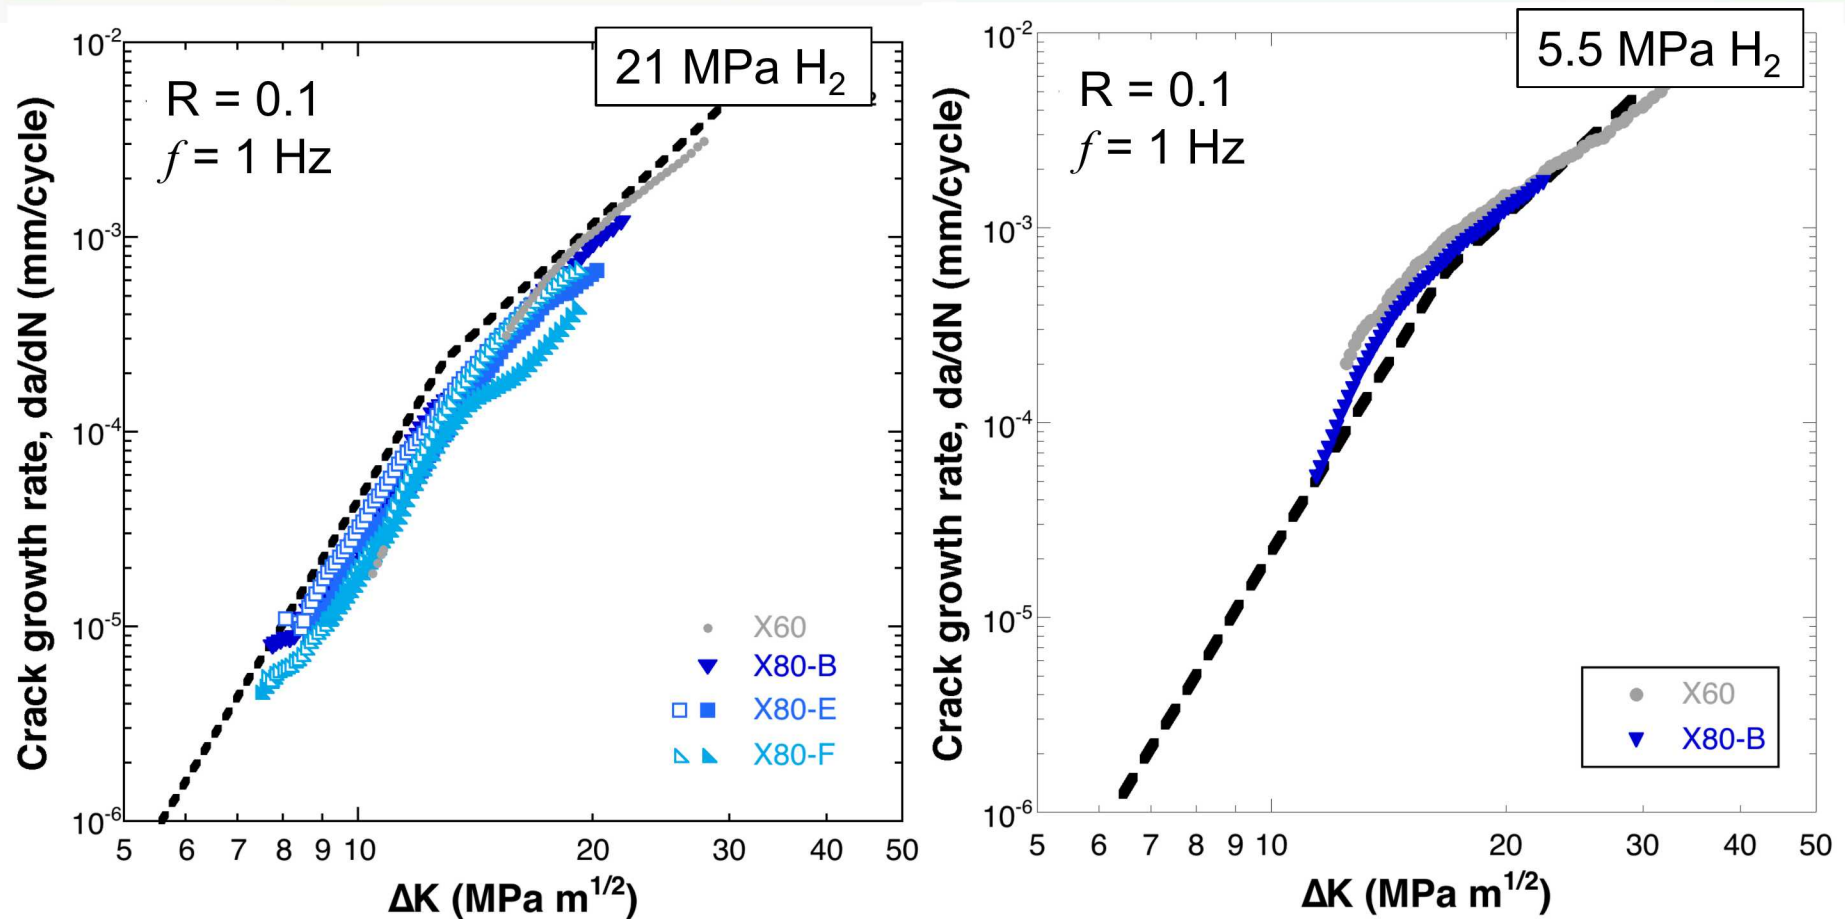 21 MPa H₂
R = 0.1
f = 1 Hz
Crack growth rate, da/dN (mm/cycle)
10⁻²
10⁻³
10⁻⁴
10⁻⁵
10⁻⁶
X60
X80-B
X80-E
X80-F
5 6 7 8 9 10 20 30 40 50
ΔK (MPa m¹/²)
5.5 MPa H₂
R = 0.1
f = 1 Hz
Crack growth rate, da/dN (mm/cycle)
10⁻²
10⁻³
10⁻⁴
10⁻⁵
10⁻⁶
X60
X80-B
5 6 7 8 9 10 20 30 40 50
ΔK (MPa m¹/²)